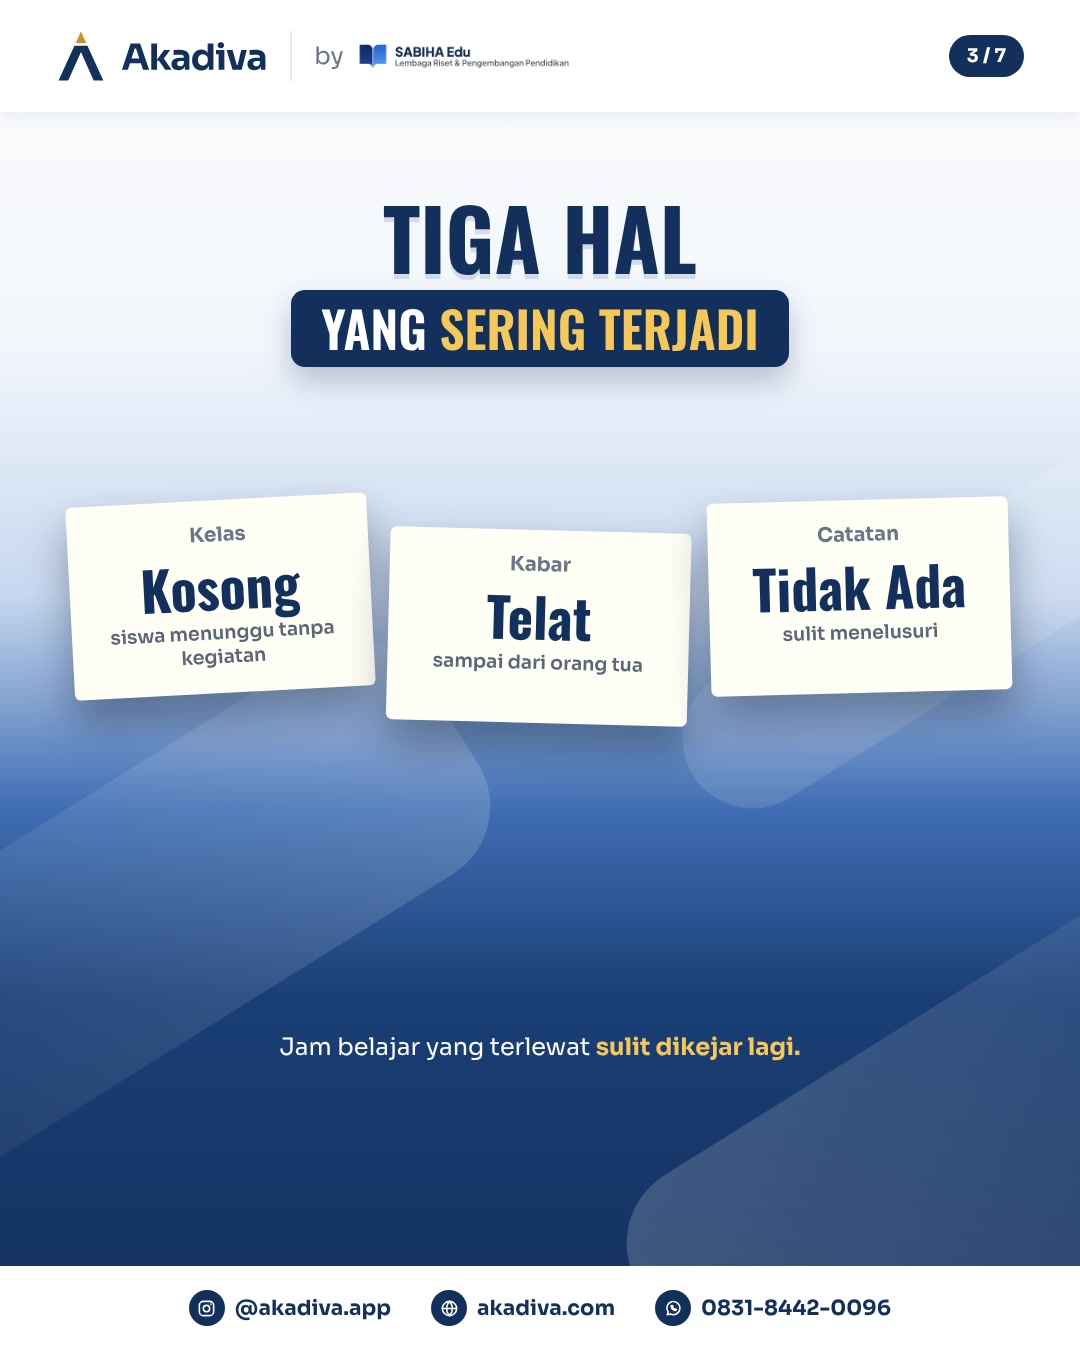 Akadiva
by
SABIHA Edu
Lembaga Riset & Pengembangan Pendidikan
3 / 7
TIGA HAL
YANG SERING TERJADI
Kelas
Kosong
siswa menunggu tanpa
kegiatan
Kabar
Telat
sampai dari orang tua
Catatan
Tidak Ada
sulit menelusuri
Jam belajar yang terlewat sulit dikejar lagi.
@akadiva.app
akadiva.com
0831-8442-0096